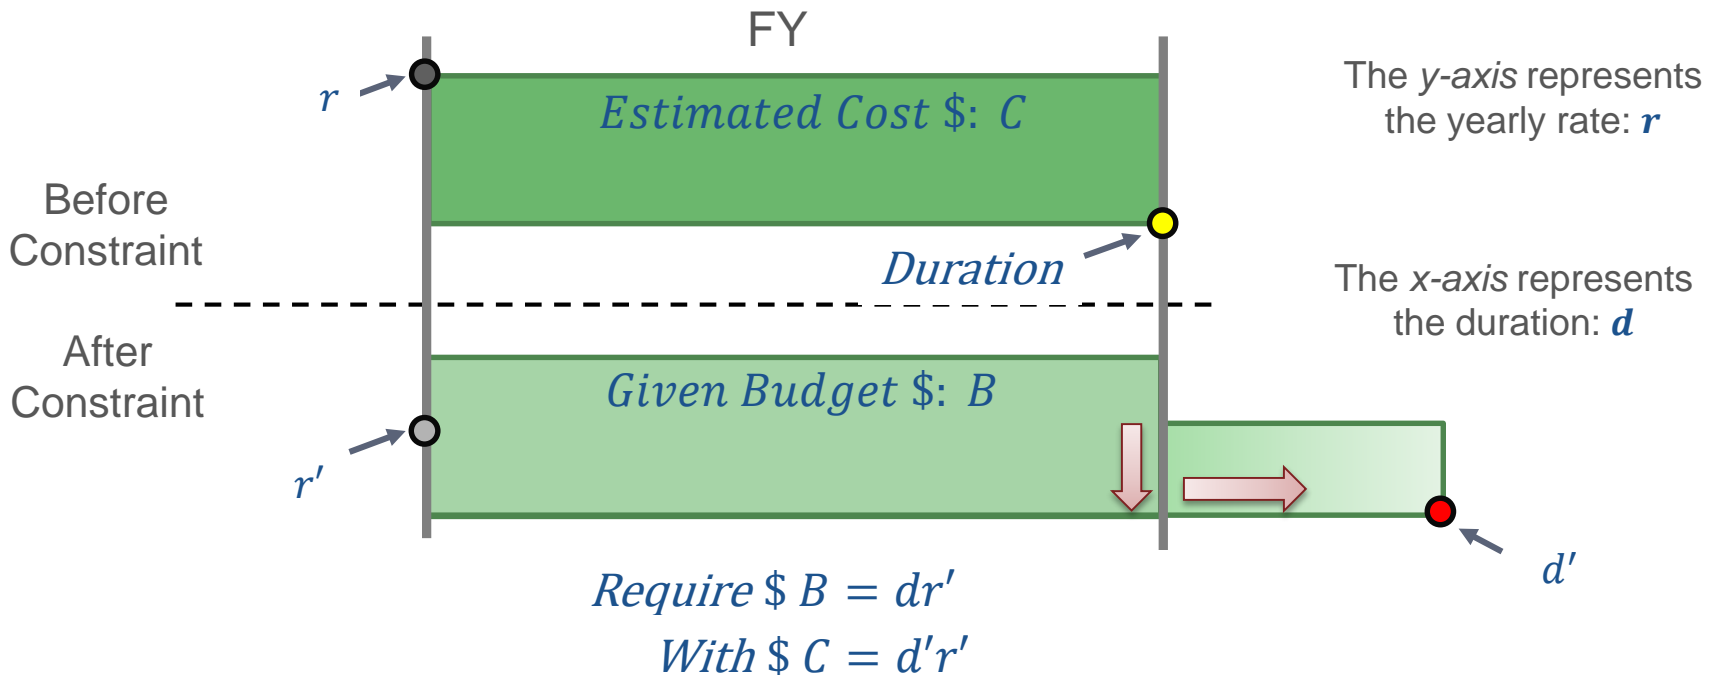 FY
r
Estimated Cost $: C
The y-axis represents
the yearly rate: r
Before
Constraint
Duration
The x-axis represents
the duration: d
After
Constraint
Given Budget $: B
r′
d′
Require $ B = dr′
With $ C = d′r′